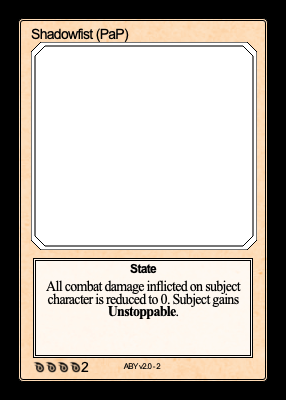 Shadowfist (PaP)
State
All combat damage inflicted on subject
character is reduced to 0. Subject gains
Unstoppable.
2
ABY v2.0 - 2